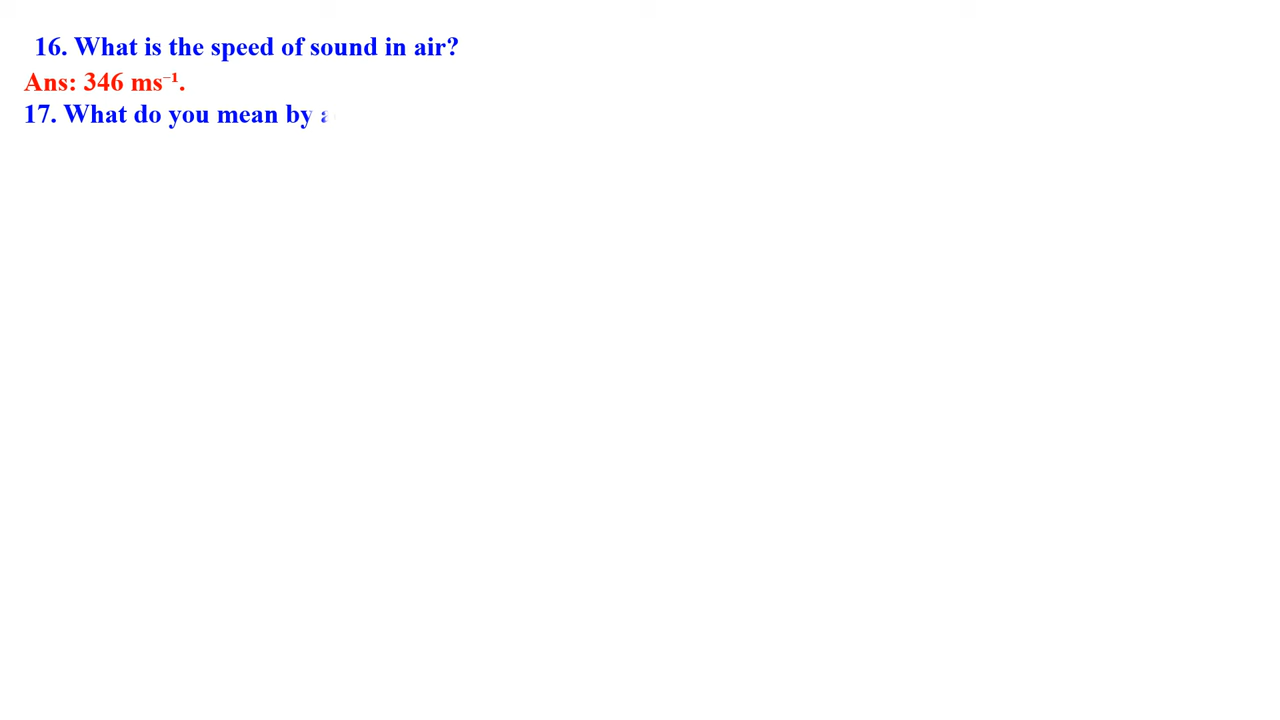 16. What is the speed of sound in air?
Ans: 346 ms⁻¹.
17. What do you mean by